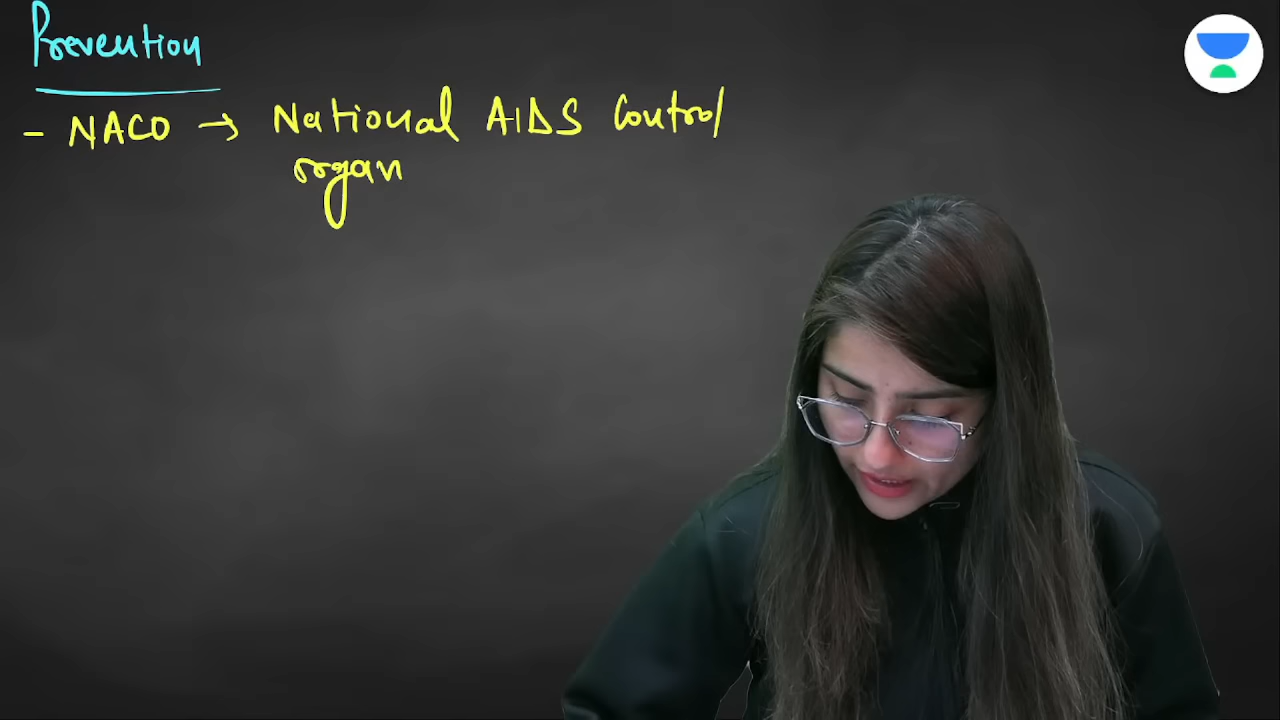 Prevention
- NACO → National AIDS Control
organ